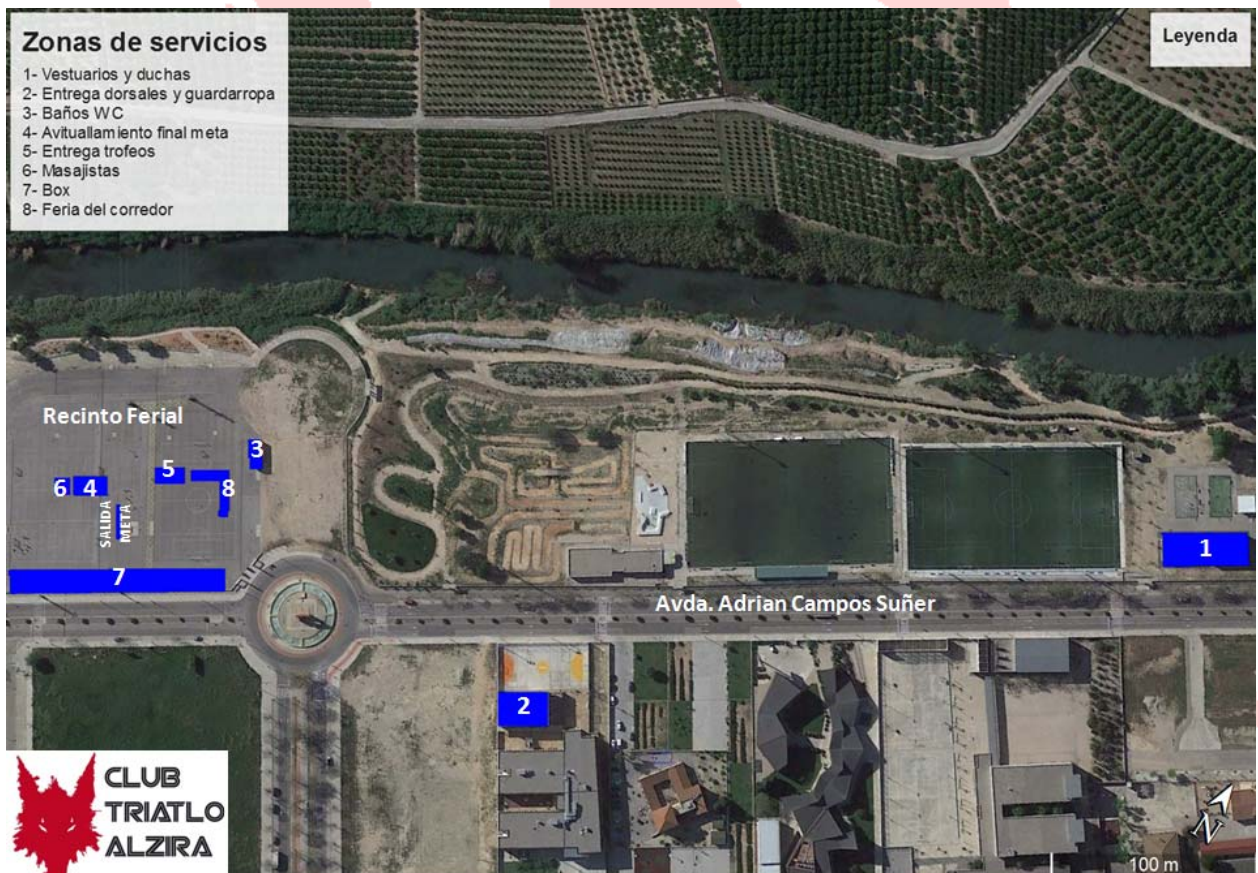 Zonas de servicios
1- Vestuarios y duchas
2- Entrega dorsales y guardarropa
3- Baños WC
4- Avituallamiento final meta
5- Entrega trofeos
6- Masajistas
7- Box
8- Feria del corredor
Leyenda
Recinto Ferial
3
5
6
4
8
SALIDA
META
7
1
Avda. Adrian Campos Suñer
2
CLUB
TRIATLO
ALZIRA
N
100 m